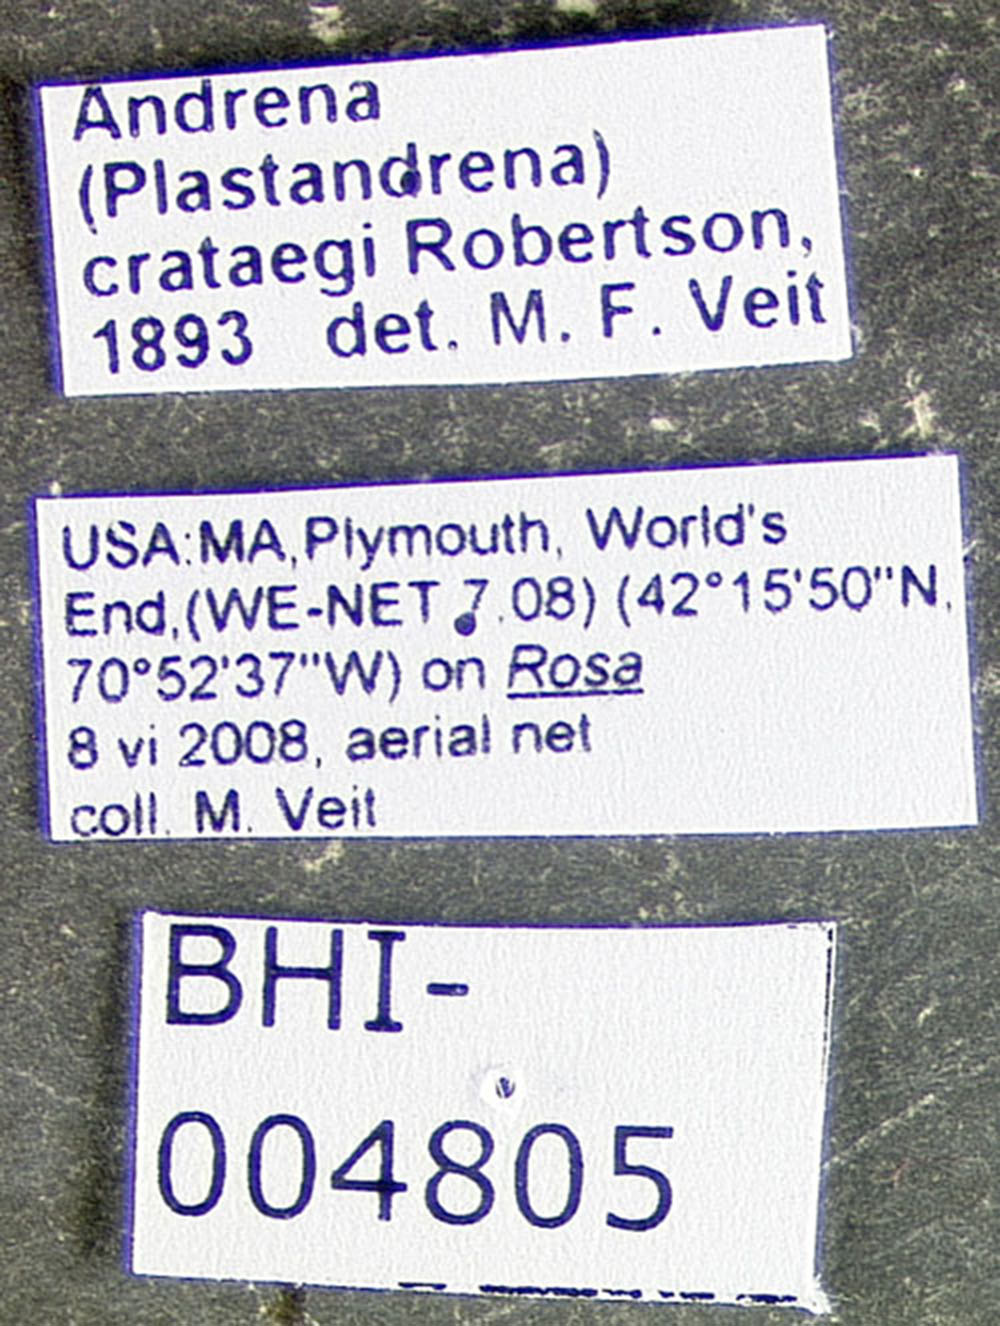 Andrena
(Plastandrena)
crataegi Robertson,
1893 det. M. F. Veit
USA:MA,Plymouth, World's
End,(WE-NET 7.08) (42°15'50"N,
70°52'37"W) on Rosa
8 vi 2008, aerial net
coll. M. Veit
BHI-
004805